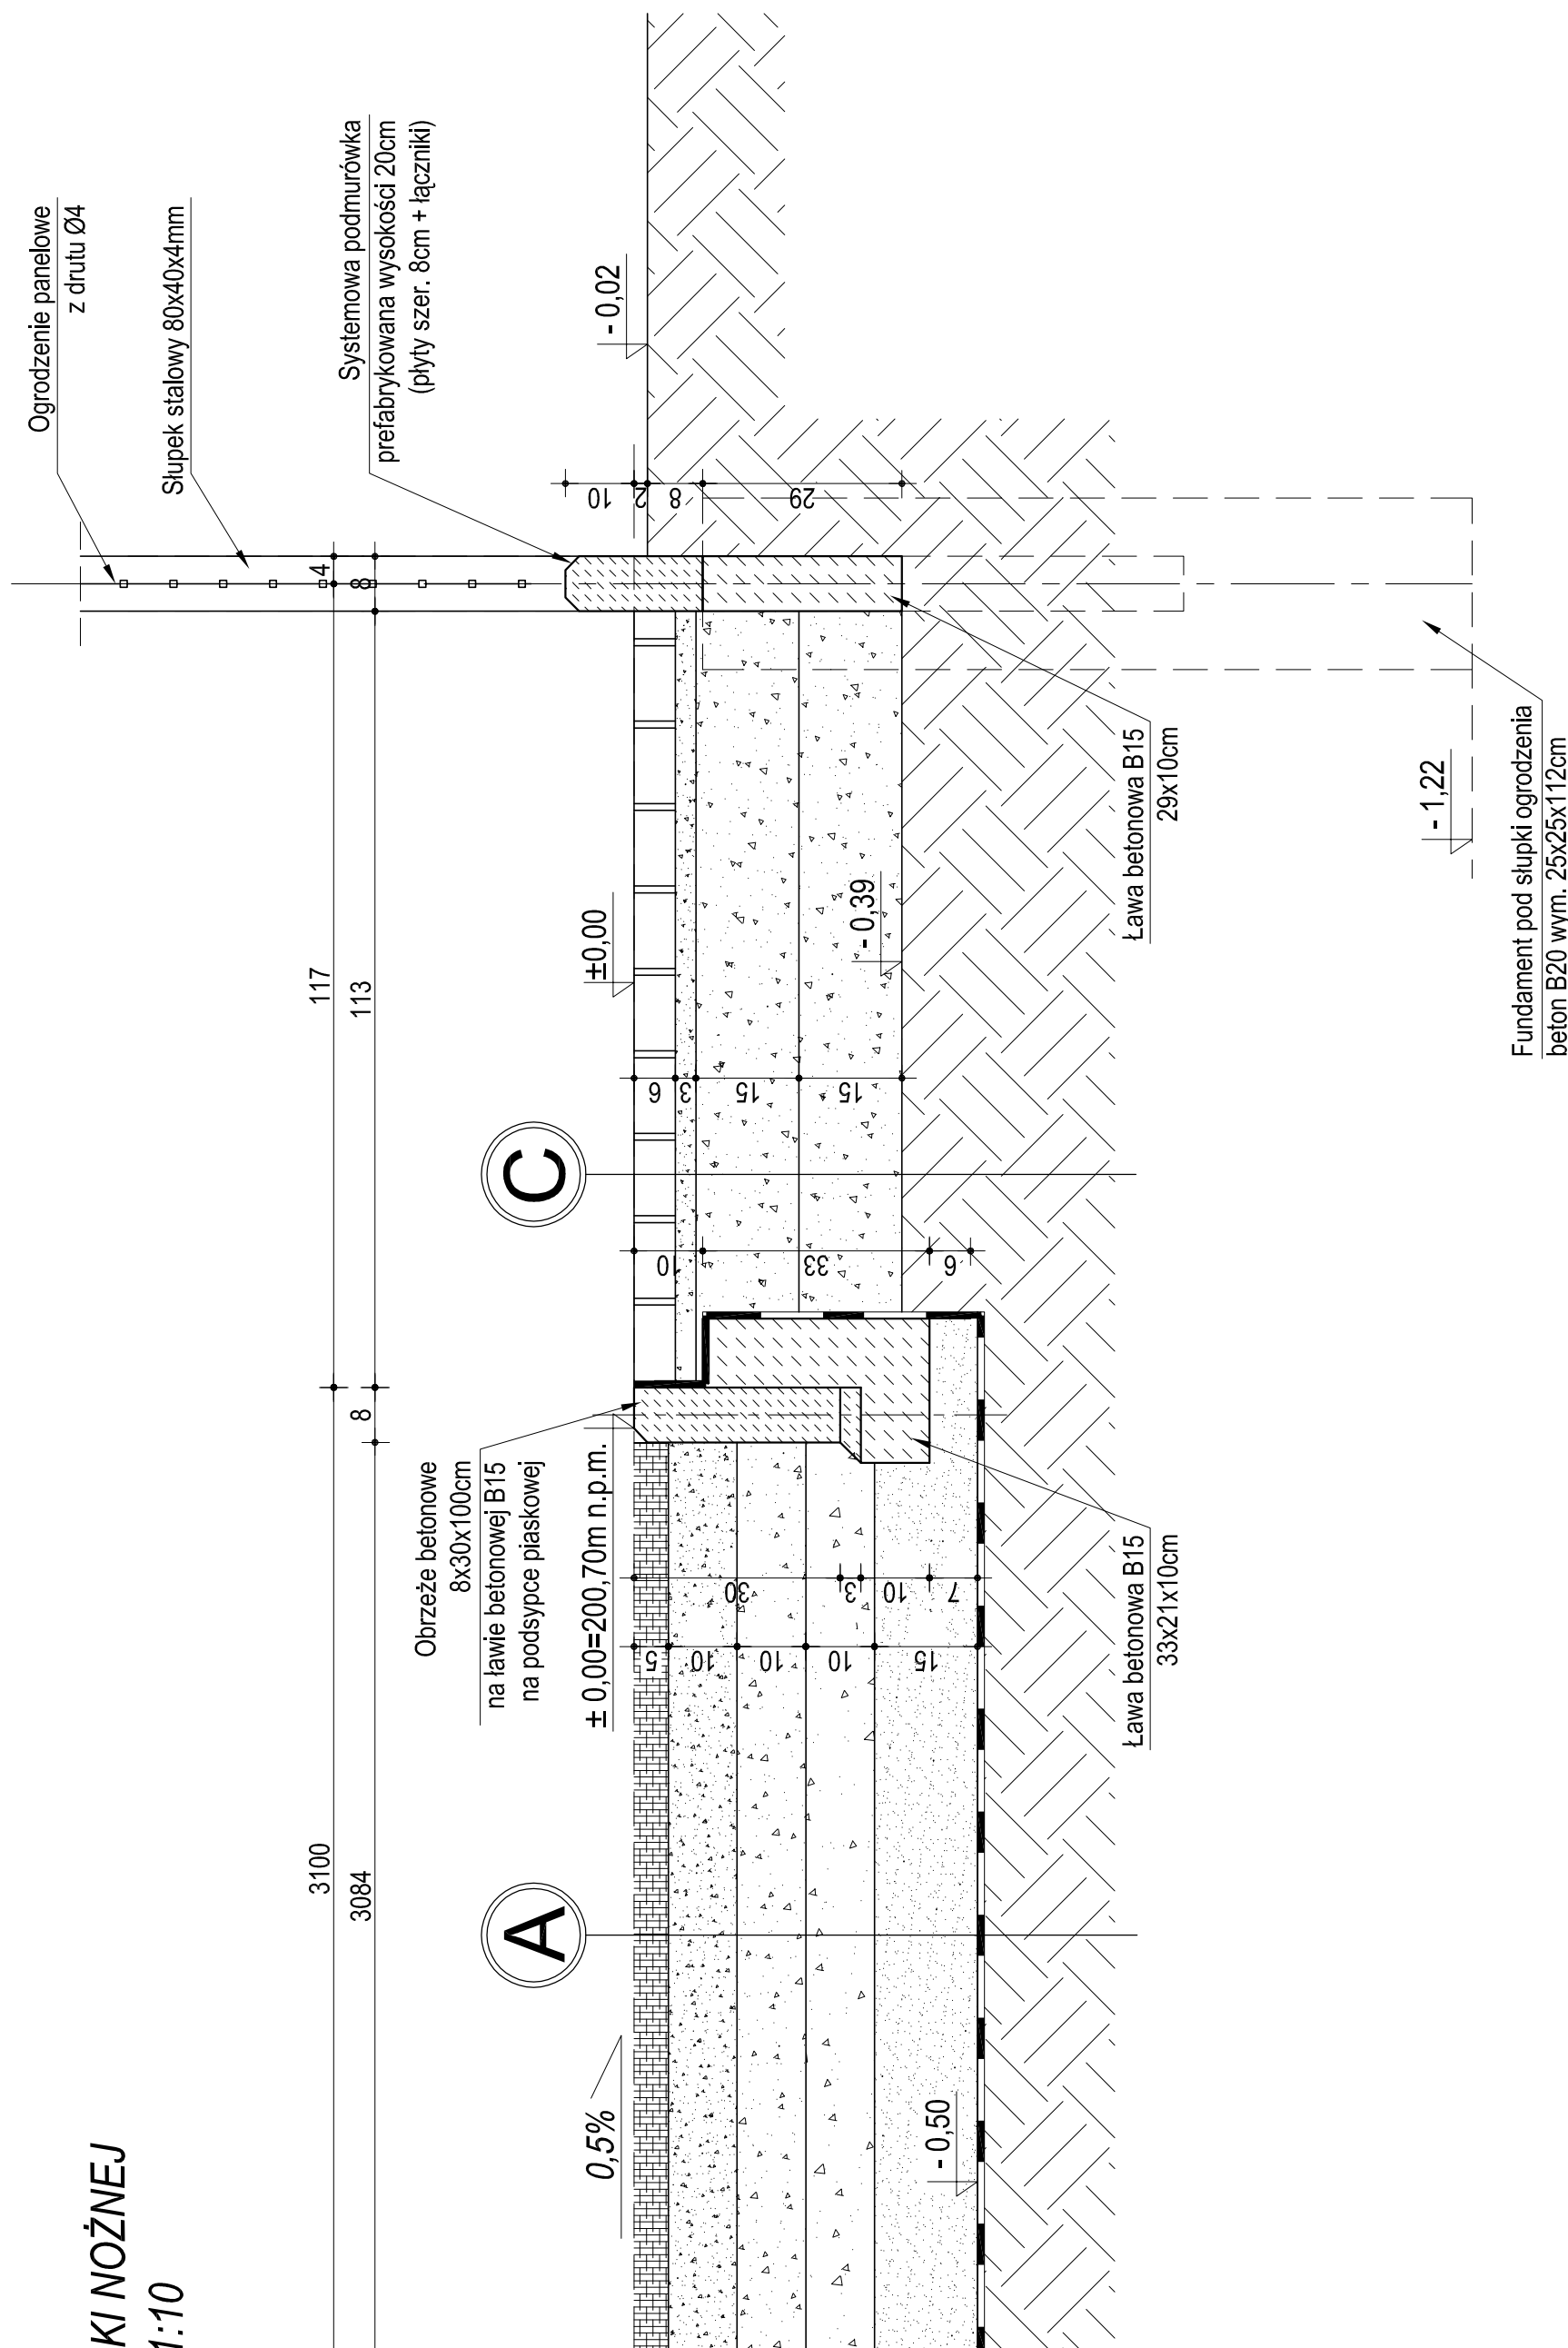 KI NOŻNEJ
1:10
Ogrodzenie panelowe
z drutu Ø4
Słupek stalowy 80x40x4mm
Systemowa podmurówka
prefabrykowana wysokości 20cm
(płyty szer. 8cm + łączniki)
3100
117
4
3084
8
113
8
Obrzeże betonowe
8x30x100cm
na ławie betonowej B15
na podsypce piaskowej
± 0,00=200,70m n.p.m.
±0,00
- 0,02
0,5%
A
C
10
2
8
29
6
3
15
15
10
33
6
30
3
10
7
5
10
10
10
15
- 0,39
- 0,50
- 1,22
Ława betonowa B15
33x21x10cm
Ława betonowa B15
29x10cm
Fundament pod słupki ogrodzenia
beton B20 wym. 25x25x112cm